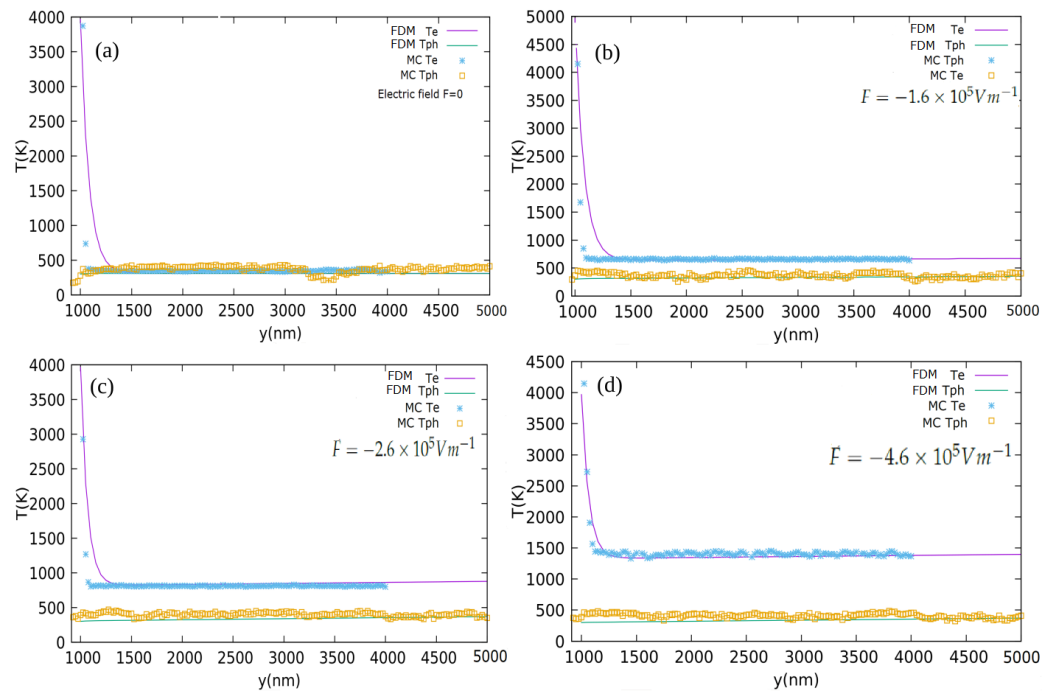 (a)
FDM Te
FDM Tph
MC Tph
MC Tph
Electric field F=0
T(K)
4000
3500
3000
2500
2000
1500
1000
500
0
1000 1500 2000 2500 3000 3500 4000 4500 5000
y(nm)
(b)
FDM Te
FDM Tph
MC Tph
MC Te
F = −1.6 × 10⁵Vm⁻¹
T(K)
5000
4500
4000
3500
3000
2500
2000
1500
1000
500
0
1000 1500 2000 2500 3000 3500 4000 4500 5000
y(nm)
(c)
FDM Te
FDM Tph
MC Te
MC Tph
F = −2.6 × 10⁵Vm⁻¹
T(K)
4000
3500
3000
2500
2000
1500
1000
500
0
1000 1500 2000 2500 3000 3500 4000 4500 5000
y(nm)
(d)
FDM Te
FDM Tph
MC Te
MC Tph
F = −4.6 × 10⁵Vm⁻¹
T(K)
4500
4000
3500
3000
2500
2000
1500
1000
500
0
1000 1500 2000 2500 3000 3500 4000 4500 5000
y(nm)